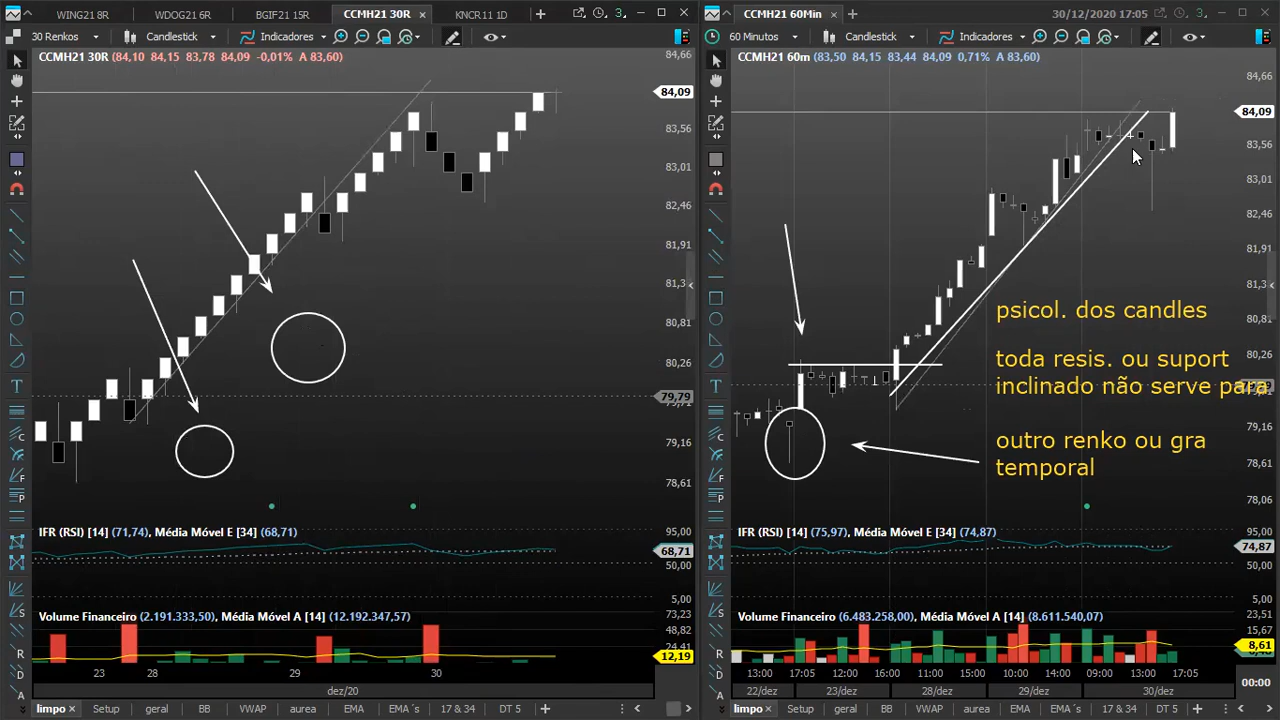 WING21 8R
WDOG21 6R
BGIF21 15R
CCMH21 30R
KNCR11 1D
3
CCMH21 60Min
30/12/2020 17:05
3
30 Renkos
Candlestick
Indicadores
60 Minutos
Candlestick
Indicadores
CCMH21 30R (84,10 84,15 83,78 84,09 -0,01% A 83,60)
84,66
84,09
83,56
83,01
82,46
81,91
81,35
80,81
80,26
79,79
79,16
78,61
CCMH21 60m (83,50 84,15 83,44 84,09 0,71% A 83,60)
84,66
84,09
83,56
83,01
82,46
81,91
81,3
80,81
80,26
79,16
78,61
78,06
psicol. dos candles
toda resis. ou suport
inclinado não serve para
outro renko ou gra
temporal
IFR (RSI) [14] (71,74), Média Móvel E [34] (68,71)
95,00
68,71
50,00
5,00
IFR (RSI) [14] (75,97), Média Móvel E [34] (74,87)
95,00
74,87
50,00
5,00
Volume Financeiro (2.191.333,50), Média Móvel A [14] (12.192.347,57)
73,23
48,82
24,41
12,19
Volume Financeiro (6.483.258,00), Média Móvel A [14] (8.611.540,07)
23,51
15,67
8,61
23
28
29
30
dez/20
13:00
17:05
12:00
16:00
11:00
15:00
10:00
14:00
09:00
13:00
17:05
22/dez
23/dez
28/dez
29/dez
30/dez
00:00
limpo
Setup
geral
BB
VWAP
aurea
EMA
EMA´s
17 & 34
DT 5
limpo
Setup
geral
BB
VWAP
aurea
EMA
EMA´s
17 & 34
DT 5